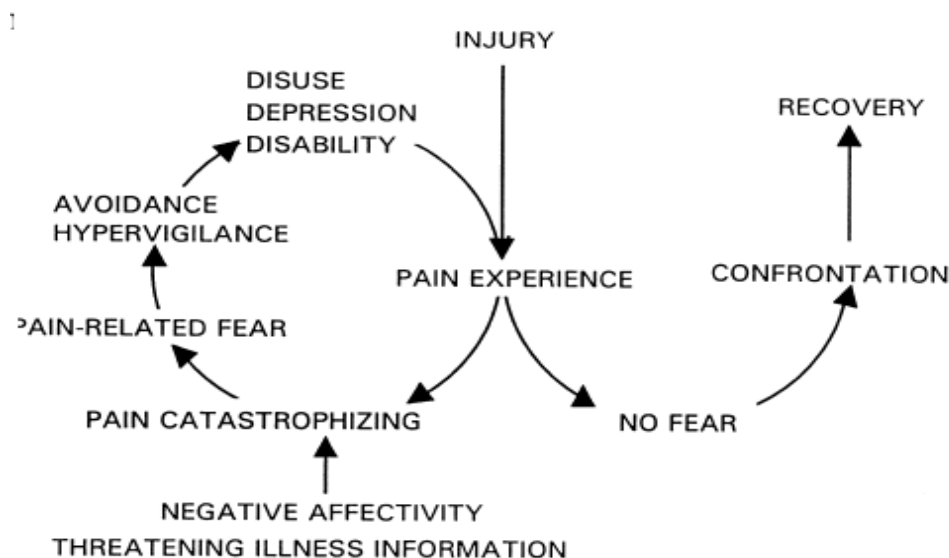 INJURY
DISUSE
DEPRESSION
DISABILITY
RECOVERY
AVOIDANCE
HYPERVIGILANCE
PAIN EXPERIENCE
CONFRONTATION
PAIN-RELATED FEAR
PAIN CATASTROPHIZING
NO FEAR
NEGATIVE AFFECTIVITY
THREATENING ILLNESS INFORMATION